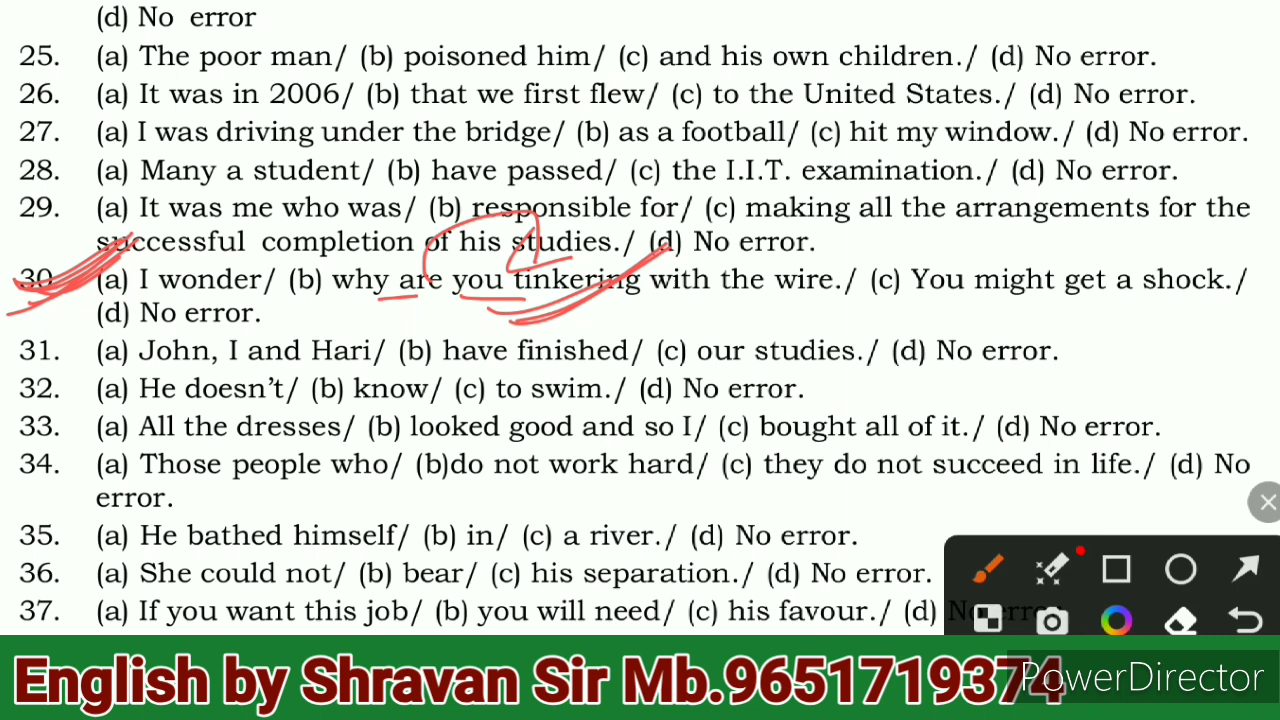 (d) No error
25. (a) The poor man/ (b) poisoned him/ (c) and his own children./ (d) No error.
26. (a) It was in 2006/ (b) that we first flew/ (c) to the United States./ (d) No error.
27. (a) I was driving under the bridge/ (b) as a football/ (c) hit my window./ (d) No error.
28. (a) Many a student/ (b) have passed/ (c) the I.I.T. examination./ (d) No error.
29. (a) It was me who was/ (b) responsible for/ (c) making all the arrangements for the
successful completion of his studies./ (d) No error.
30. (a) I wonder/ (b) why are you tinkering with the wire./ (c) You might get a shock./
(d) No error.
31. (a) John, I and Hari/ (b) have finished/ (c) our studies./ (d) No error.
32. (a) He doesn't/ (b) know/ (c) to swim./ (d) No error.
33. (a) All the dresses/ (b) looked good and so I/ (c) bought all of it./ (d) No error.
34. (a) Those people who/ (b)do not work hard/ (c) they do not succeed in life./ (d) No
error.
35. (a) He bathed himself/ (b) in/ (c) a river./ (d) No error.
36. (a) She could not/ (b) bear/ (c) his separation./ (d) No error.
37. (a) If you want this job/ (b) you will need/ (c) his favour./ (d) No error.
English by Shravan Sir Mb.9651719374
PowerDirector